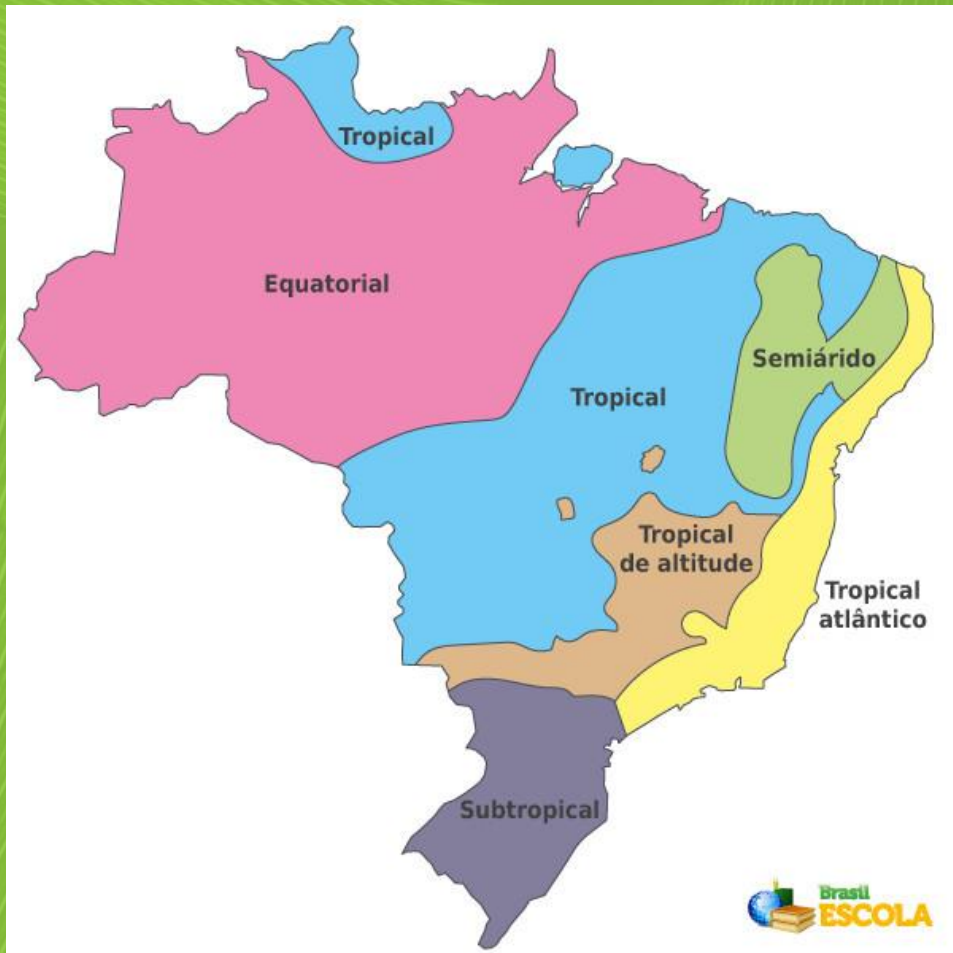 Tropical
Equatorial
Semiárido
Tropical
Tropical
de altitude
Tropical
atlântico
Subtropical
Brasil
ESCOLA